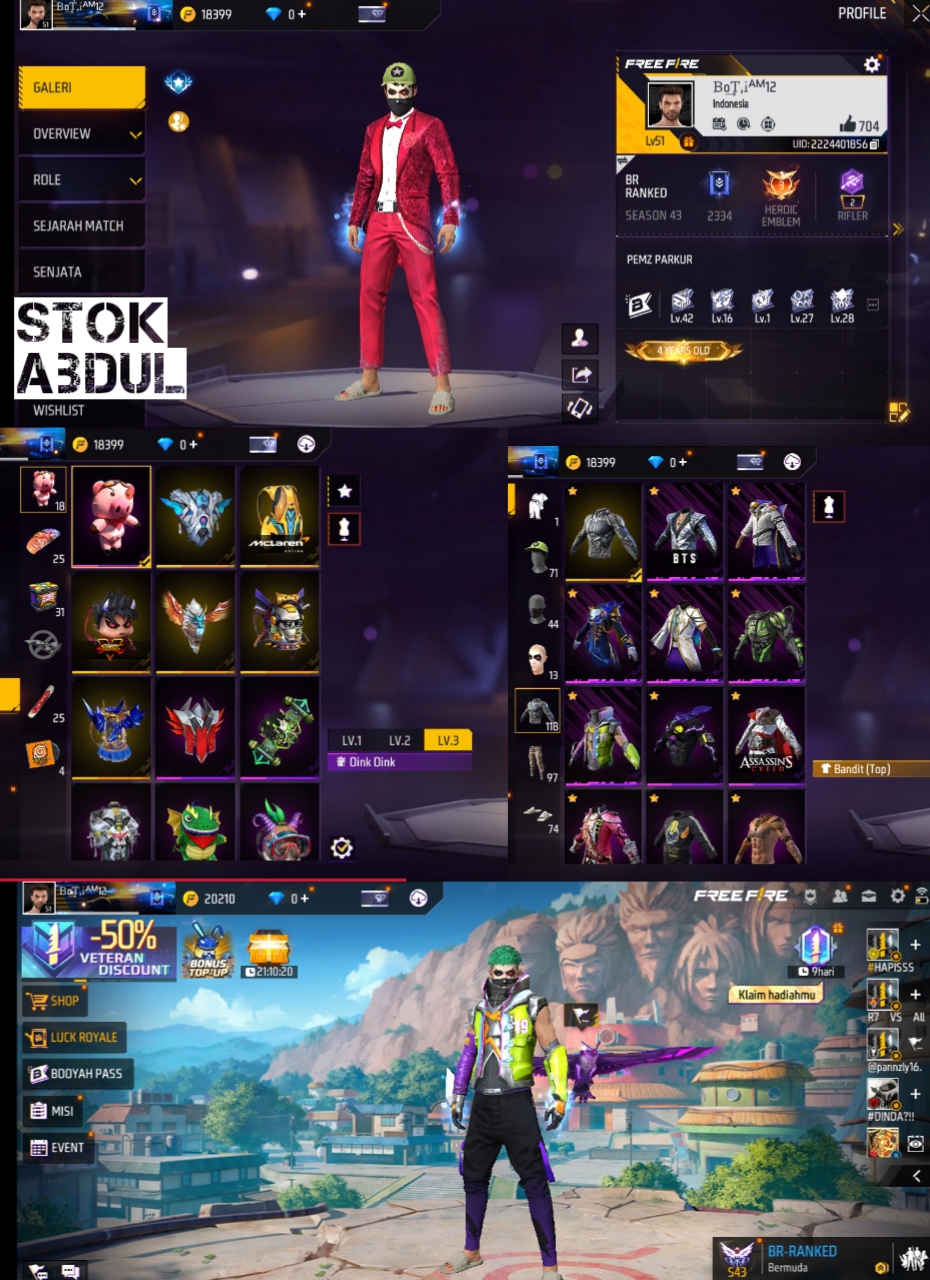 BoT,iAM12
51
18399
0 +
PROFILE
GALERI
OVERVIEW
ROLE
SEJARAH MATCH
SENJATA
WISHLIST
STOK
ABDUL
FREE FIRE
BoT,iAM12
Indonesia
704
Lv51
UID:2224401856
BR
RANKED
SEASON 43
2334
3
HEROIC
EMBLEM
2
RIFLER
PEMZ PARKUR
Lv.42
Lv.16
Lv.1
Lv.27
Lv.28
4 YEARS OLD
18399
0 +
18
25
31
25
4
McLaren
LV.1
LV.2
LV.3
Oink Oink
18399
0 +
1
71
44
13
118
97
74
BTS
ASSASSIN'S
CREED
Bandit (Top)
BoT,iAM12
51
20210
0 +
FREE FIRE
-50%
VETERAN
DISCOUNT
BONUS
TOP-UP
21:10:20
SHOP
LUCK ROYALE
BOOYAH PASS
MISI
EVENT
19
9hari
Klaim hadiahmu
#HAPISSS
R7 VS All
@pannzly16.
#DINDA?!!
S43
BR-RANKED
Bermuda